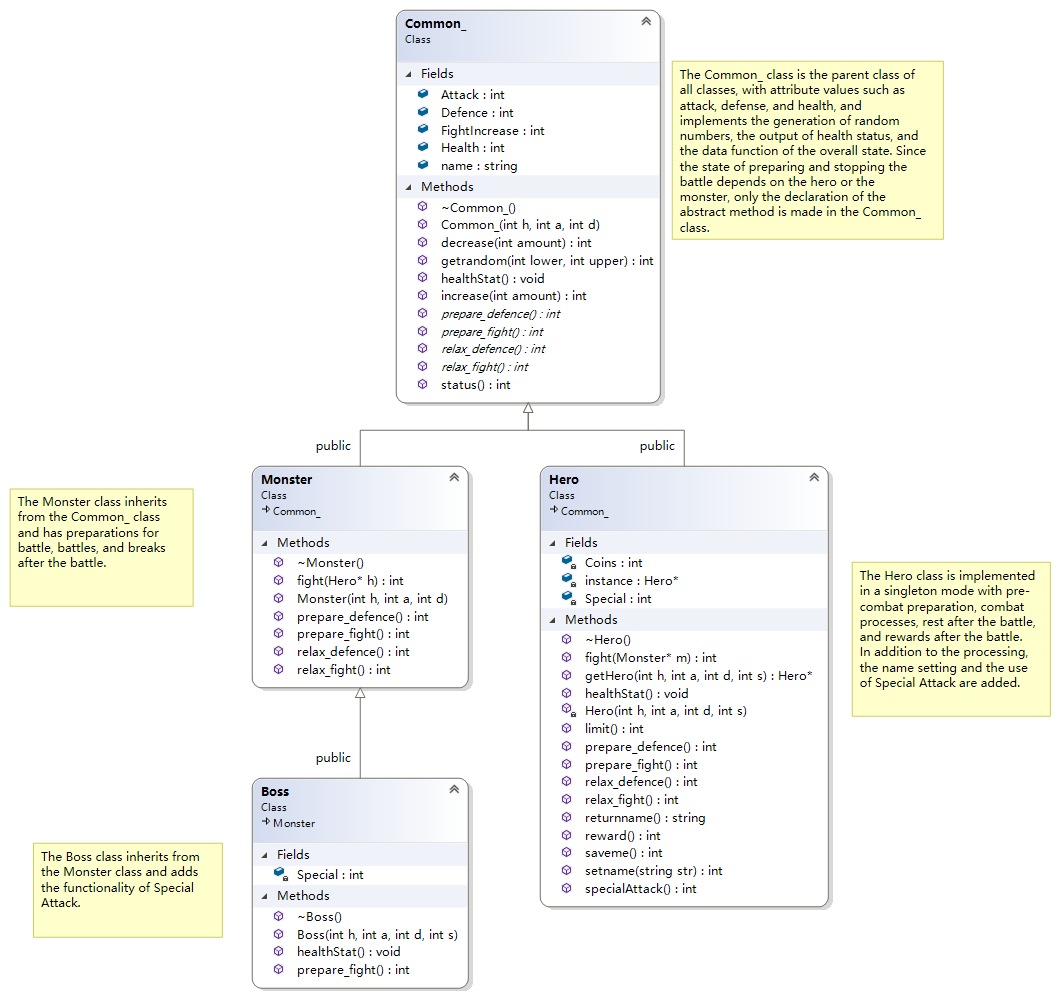 Common_
Class
Fields
Attack : int
Defence : int
FightIncrease : int
Health : int
name : string
Methods
~Common_()
Common_(int h, int a, int d)
decrease(int amount) : int
getrandom(int lower, int upper) : int
healthStat() : void
increase(int amount) : int
prepare_defence() : int
prepare_fight() : int
relax_defence() : int
relax_fight() : int
status() : int
The Common_ class is the parent class of
all classes, with attribute values such as
attack, defense, and health, and
implements the generation of random
numbers, the output of health status, and
the data function of the overall state. Since
the state of preparing and stopping the
battle depends on the hero or the
monster, only the declaration of the
abstract method is made in the Common_
class.
public
public
The Monster class inherits
from the Common_ class
and has preparations for
battle, battles, and breaks
after the battle.
Monster
Class
Common_
Methods
~Monster()
fight(Hero* h) : int
Monster(int h, int a, int d)
prepare_defence() : int
prepare_fight() : int
relax_defence() : int
relax_fight() : int
Hero
Class
Common_
Fields
Coins : int
instance : Hero*
Special : int
Methods
~Hero()
fight(Monster* m) : int
getHero(int h, int a, int d, int s) : Hero*
healthStat() : void
Hero(int h, int a, int d, int s)
limit() : int
prepare_defence() : int
prepare_fight() : int
relax_defence() : int
relax_fight() : int
returnname() : string
reward() : int
saveme() : int
setname(string str) : int
specialAttack() : int
The Hero class is implemented
in a singleton mode with pre-
combat preparation, combat
processes, rest after the battle,
and rewards after the battle.
In addition to the processing,
the name setting and the use
of Special Attack are added.
public
The Boss class inherits from
the Monster class and adds
the functionality of Special
Attack.
Boss
Class
Monster
Fields
Special : int
Methods
~Boss()
Boss(int h, int a, int d, int s)
healthStat() : void
prepare_fight() : int